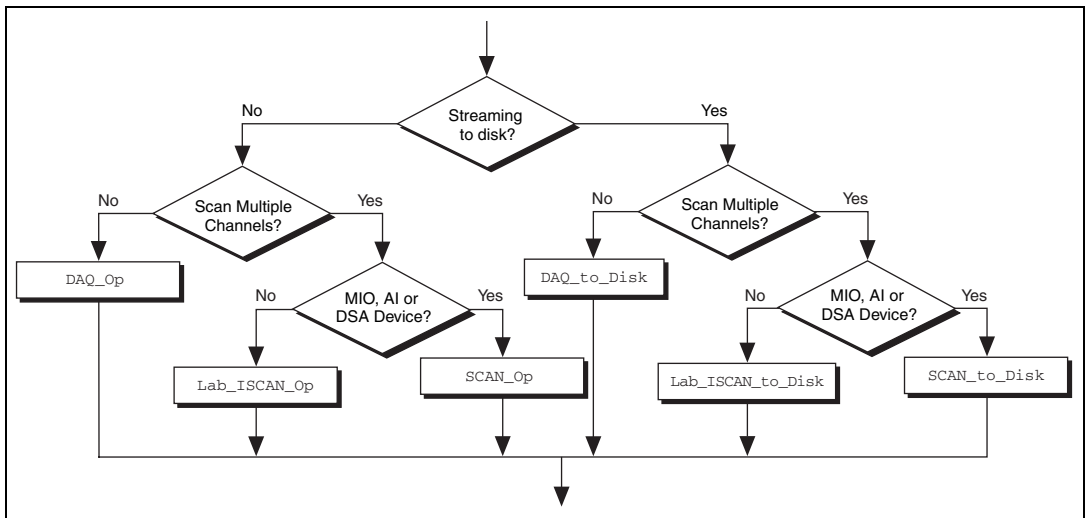 Streaming
to disk?
No
Yes
Scan Multiple
Channels?
No
Yes
Scan Multiple
Channels?
No
Yes
DAQ_Op
MIO, AI or
DSA Device?
No
Yes
DAQ_to_Disk
MIO, AI or
DSA Device?
No
Yes
Lab_ISCAN_Op
SCAN_Op
Lab_ISCAN_to_Disk
SCAN_to_Disk